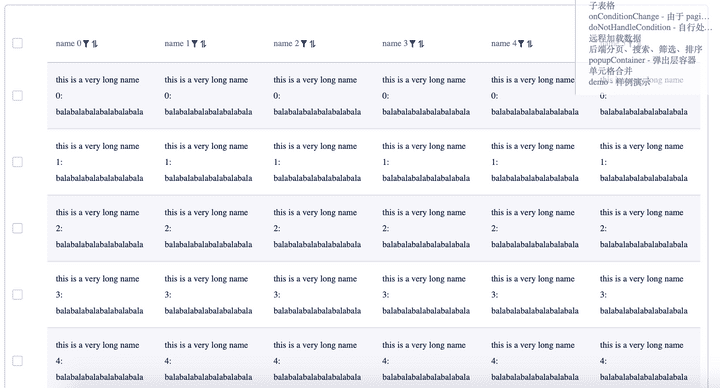 子表格
onConditionChange - 由于 pagi...
doNotHandleCondition - 自行处...
远程加载数据
后端分页、搜索、筛选、排序
popupContainer - 弹出层容器
单元格合并
demo - 样例演示
name 0 name 1 name 2 name 3 name 4
this is a very long name this is a very long name this is a very long name this is a very long name this is a very long name this is a very long name
0: 0: 0: 0: 0: 0:
balabalabalabalabalabala balabalabalabalabalabala balabalabalabalabalabala balabalabalabalabalabala balabalabalabalabalabala balabalabalabalabalabala
this is a very long name this is a very long name this is a very long name this is a very long name this is a very long name this is a very long name
1: 1: 1: 1: 1: 1:
balabalabalabalabalabala balabalabalabalabalabala balabalabalabalabalabala balabalabalabalabalabala balabalabalabalabalabala balabalabalabalabalabala
this is a very long name this is a very long name this is a very long name this is a very long name this is a very long name this is a very long name
2: 2: 2: 2: 2: 2:
balabalabalabalabalabala balabalabalabalabalabala balabalabalabalabalabala balabalabalabalabalabala balabalabalabalabalabala balabalabalabalabalabala
this is a very long name this is a very long name this is a very long name this is a very long name this is a very long name this is a very long name
3: 3: 3: 3: 3: 3:
balabalabalabalabalabala balabalabalabalabalabala balabalabalabalabalabala balabalabalabalabalabala balabalabalabalabalabala balabalabalabalabalabala
this is a very long name this is a very long name this is a very long name this is a very long name this is a very long name this is a very long name
4: 4: 4: 4: 4: 4:
balabalabalabalabalabala balabalabalabalabalabala balabalabalabalabalabala balabalabalabalabalabala balabalabalabalabalabala balabalabalabalabalabala